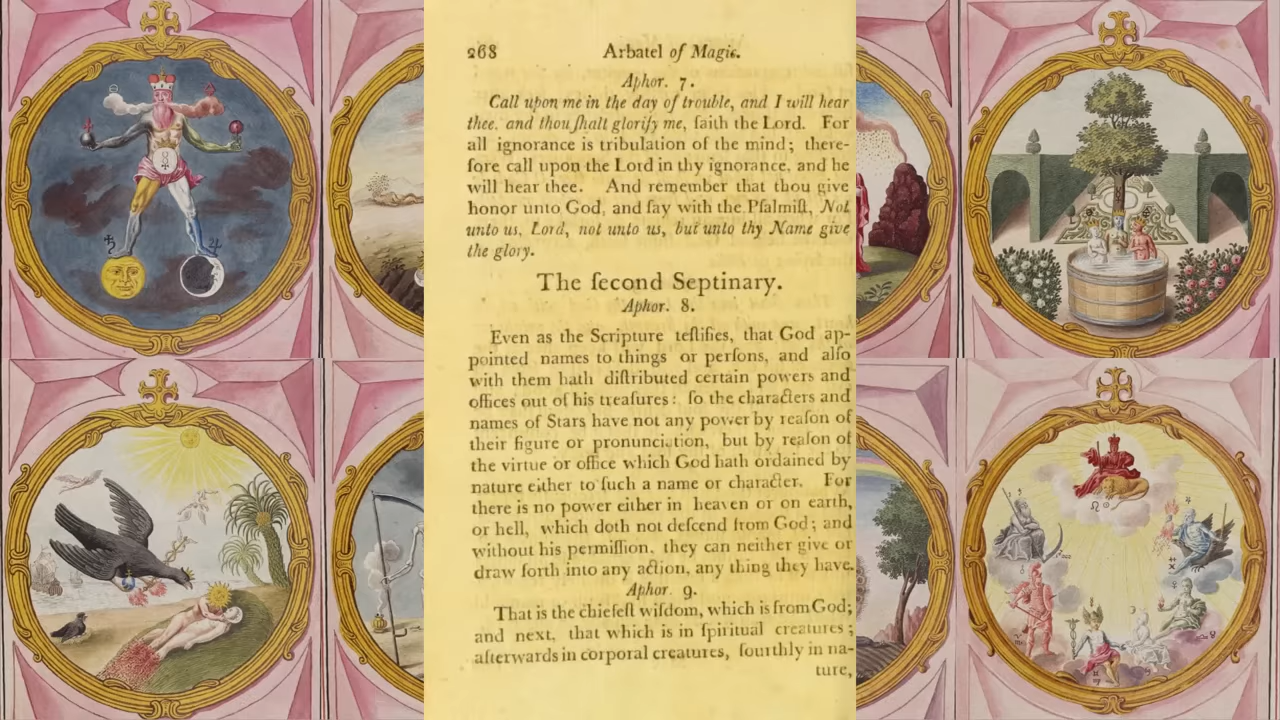 268 Arbatel of Magic.
Aphor. 7.
Call upon me in the day of trouble, and I will hear
thee, and thou ſhalt glorify me, ſaith the Lord. For
all ignorance is tribulation of the mind; there-
fore call upon the Lord in thy ignorance, and he
will hear thee. And remember that thou give
honor unto God, and ſay with the Pſalmiſt, Not
unto us, Lord, not unto us, but unto thy Name give
the glory.
The ſecond Septinary.
Aphor. 8.
Even as the Scripture teſtifies, that God ap-
pointed names to things or perſons, and alſo
with them hath diſtributed certain powers and
offices out of his treaſures: ſo the characters and
names of Stars have not any power by reaſon of
their figure or pronunciation, but by reaſon of
the virtue or office which God hath ordained by
nature either to ſuch a name or character. For
there is no power either in heaven or on earth,
or hell, which doth not deſcend from God; and
without his permiſſion, they can neither give or
draw forth into any action, any thing they have.
Aphor. 9.
That is the chiefeſt wiſdom, which is from God;
and next, that which is in ſpiritual creatures;
afterwards in corporal creatures, fourthly in na-
ture,